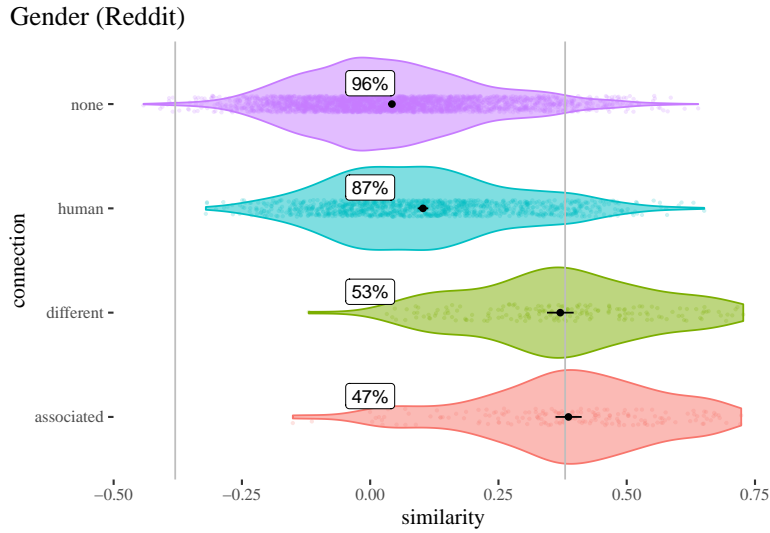 Gender (Reddit)
none
96%
human
87%
different
53%
associated
47%
connection
−0.50
−0.25
0.00
0.25
0.50
0.75
similarity